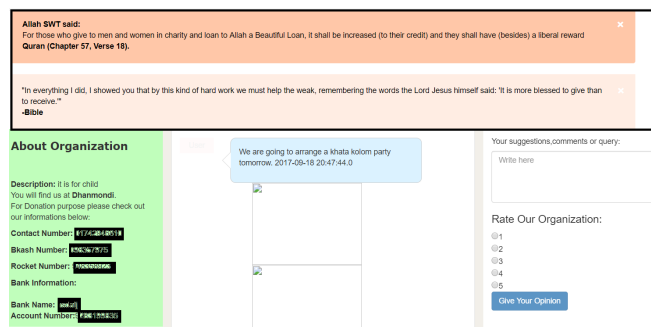 Allah SWT said:
For those who give to men and women in charity and loan to Allah a Beautiful Loan, it shall be increased (to their credit) and they shall have (besides) a liberal reward
Quran (Chapter 57, Verse 18).
"In everything I did, I showed you that by this kind of hard work we must help the weak, remembering the words the Lord Jesus himself said: 'It is more blessed to give than
to receive.'"
-Bible
About Organization
Description: it is for child
You will find us at Dhanmondi.
For Donation purpose please check out
our informations below:
Contact Number:
Bkash Number:
Rocket Number:
Bank Information:
Bank Name:
Account Number:
We are going to arrange a khata kolom party
tomorrow. 2017-09-18 20:47:44.0
Your suggestions,comments or query:
Write here
Rate Our Organization:
1
2
3
4
5
Give Your Opinion